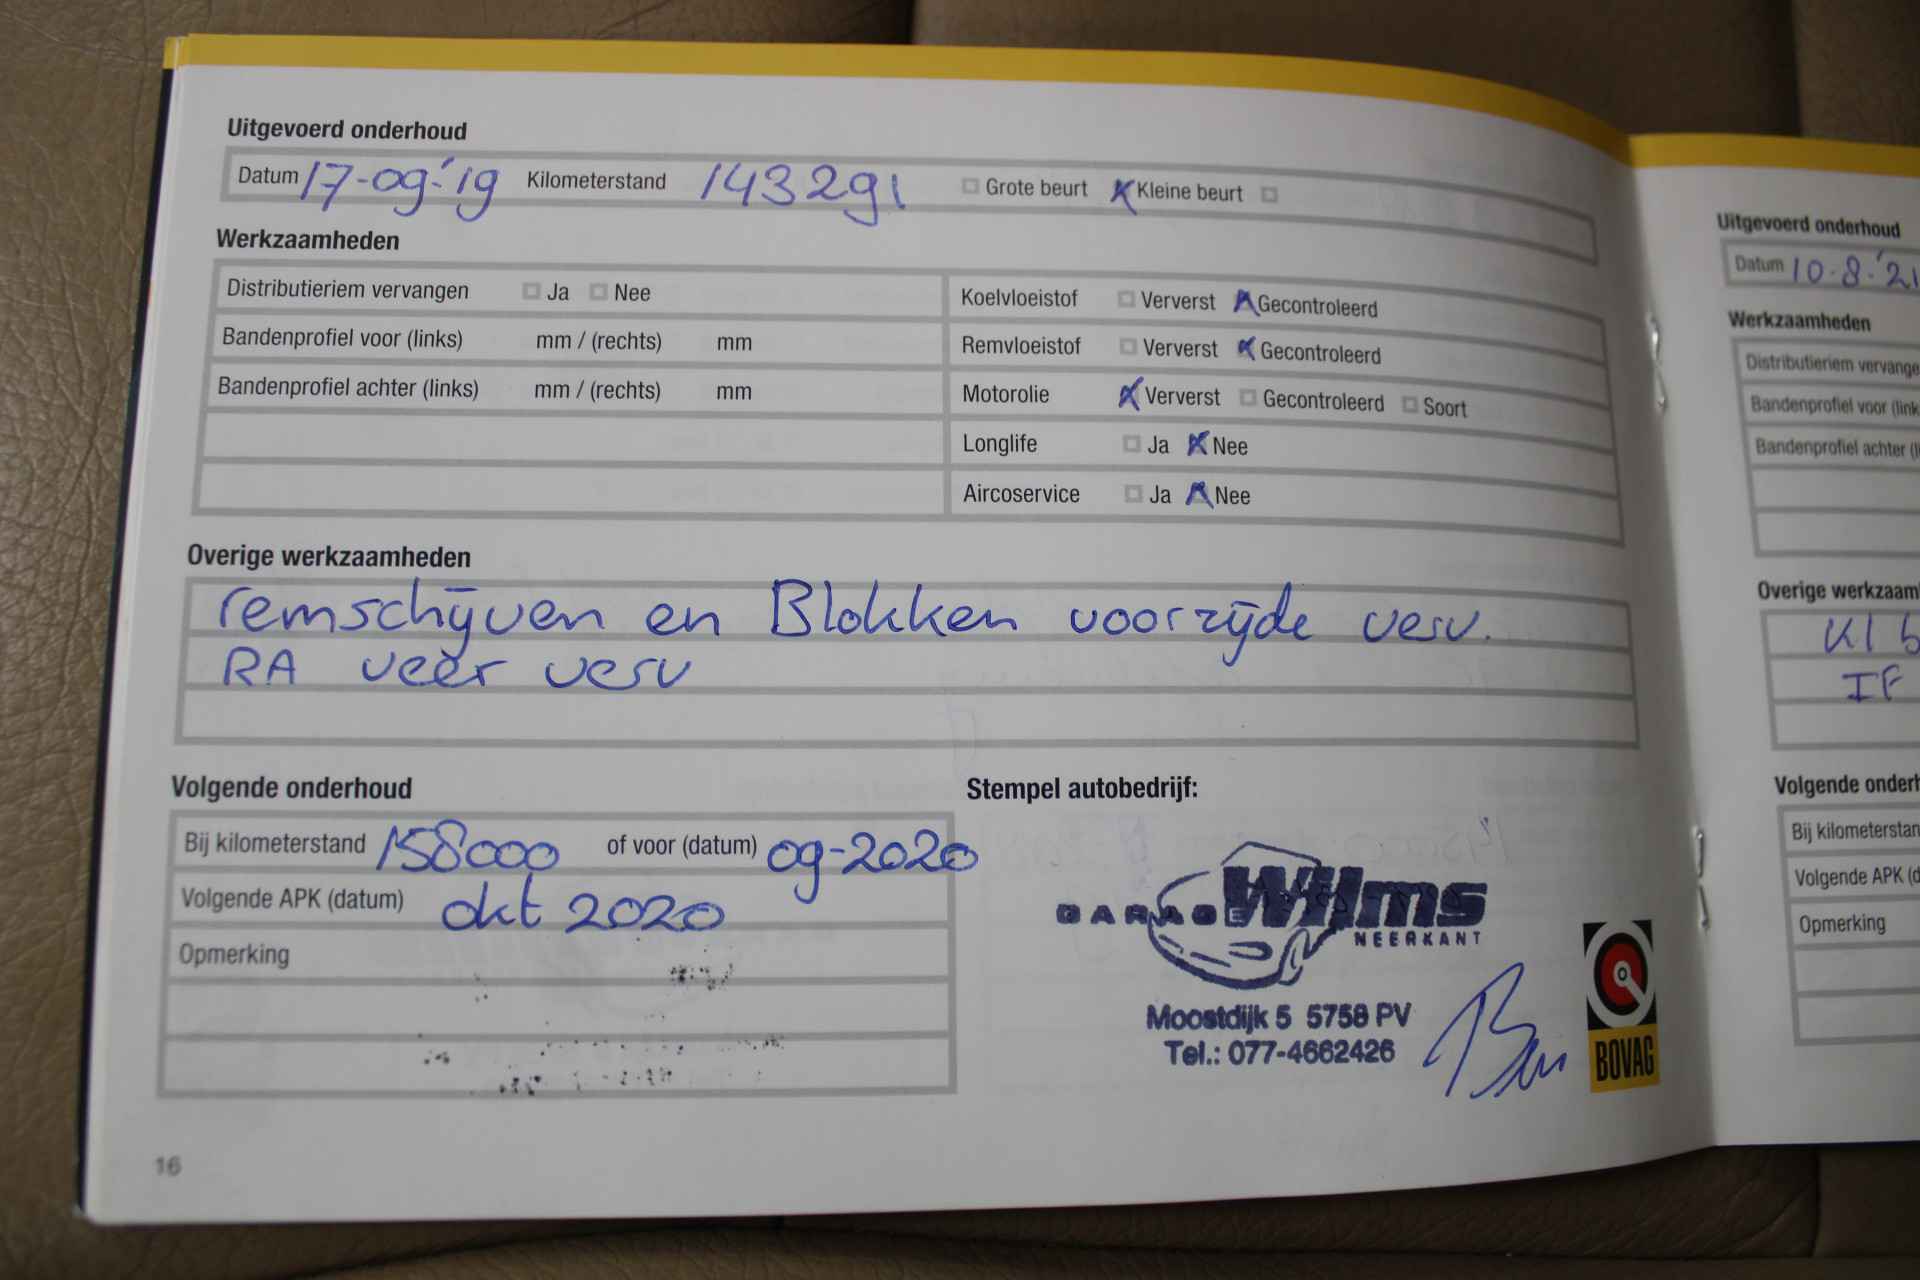 Uitgevoerd onderhoud
Datum 17-09-'19 Kilometerstand 143291 Grote beurt Kleine beurt
Werkzaamheden
Distributieriem vervangen Ja Nee
Koelvloeistof Ververst Gecontroleerd
Bandenprofiel voor (links) mm / (rechts) mm
Remvloeistof Ververst Gecontroleerd
Bandenprofiel achter (links) mm / (rechts) mm
Motorolie Ververst Gecontroleerd Soort
Longlife Ja Nee
Aircoservice Ja Nee
Overige werkzaamheden
remschijven en Blokken voorzijde verv.
RA veer verv
Volgende onderhoud
Bij kilometerstand 158000 of voor (datum) 09-2020
Volgende APK (datum) okt 2020
Opmerking
Stempel autobedrijf:
GARAGE Wilms
NEERKANT
Moostdijk 5 5758 PV
Tel.: 077-4662426
BOVAG
16
Uitgevoerd onderhoud
Datum 10-8-'21
Werkzaamheden
Distributieriem vervange
Bandenprofiel voor (link
Bandenprofiel achter (l
Overige werkzaam
Kl b
IF
Volgende onderh
Bij kilometerstan
Volgende APK (d
Opmerking